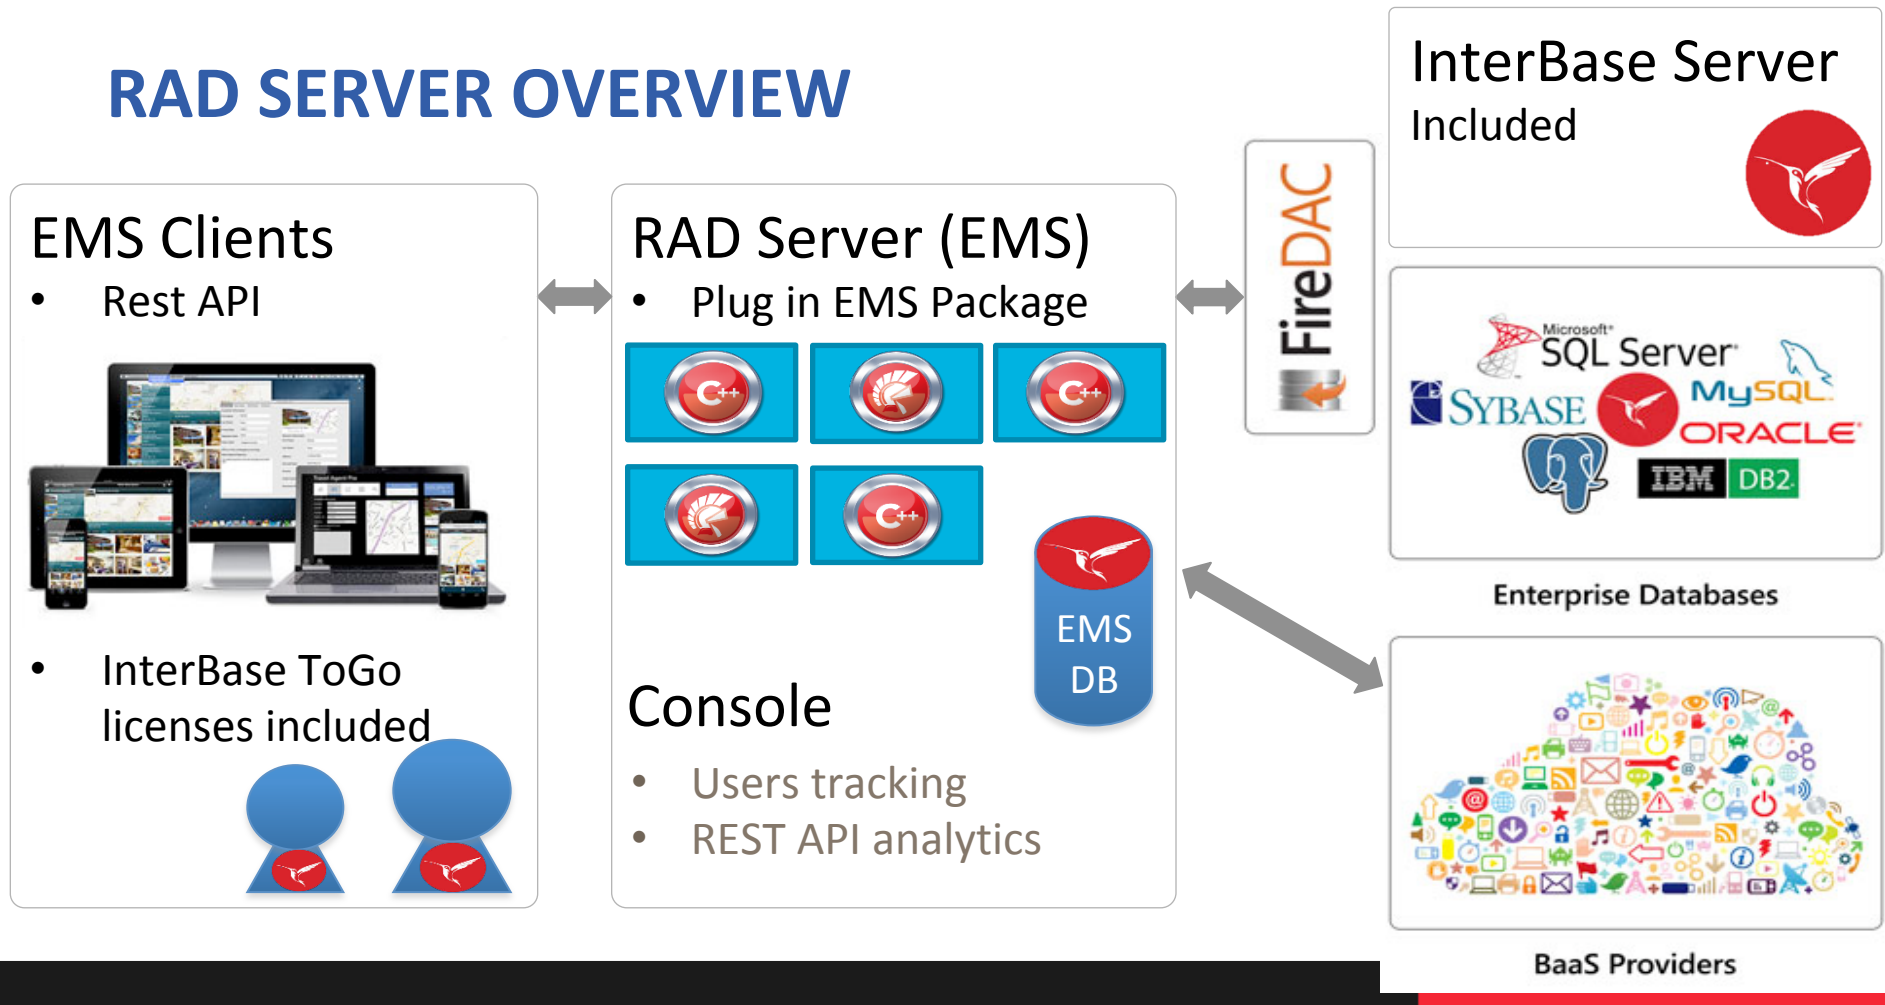 RAD SERVER OVERVIEW
EMS Clients
• Rest API
• InterBase ToGo
licenses included
RAD Server (EMS)
• Plug in EMS Package
C++
C++
C++
EMS
DB
Console
• Users tracking
• REST API analytics
FireDAC
InterBase Server
Included
Microsoft®
SQL Server
MySQL
SYBASE
ORACLE
IBM DB2.
Enterprise Databases
BaaS Providers